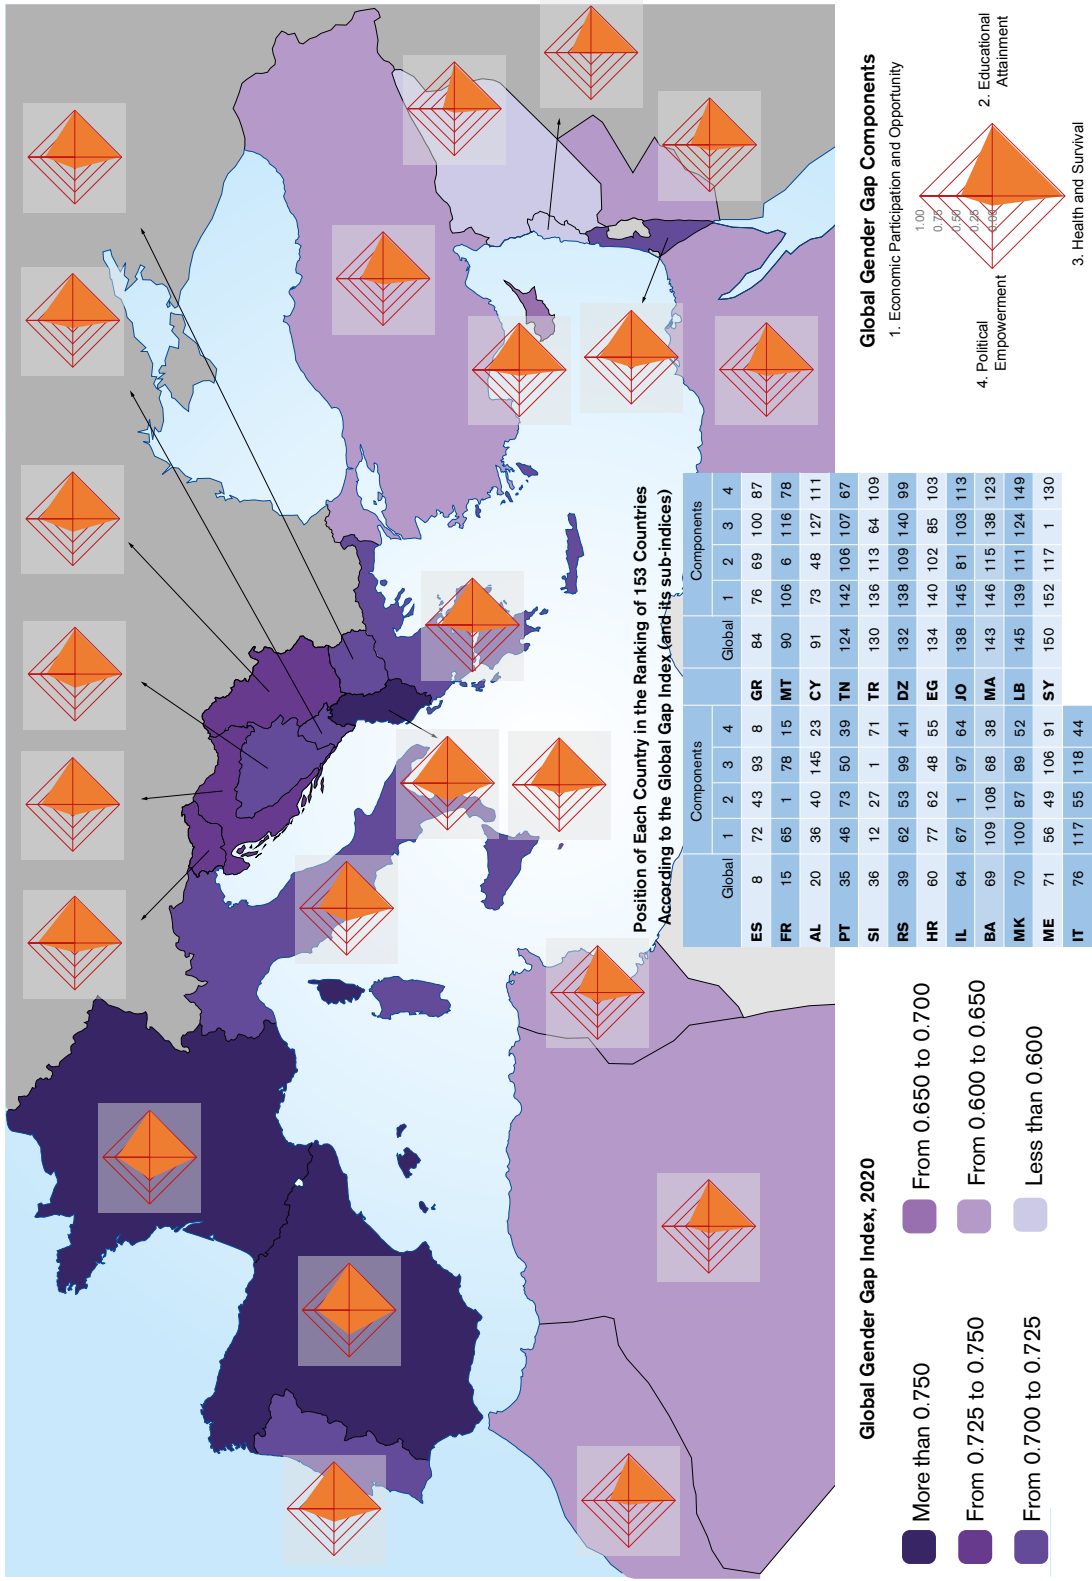 Position of Each Country in the Ranking of 153 Countries
According to the Global Gap Index (and its sub-indices)
Components
Global 1 2 3 4
ES 8 72 43 93 8
FR 15 65 1 78 15
AL 20 36 40 145 23
PT 35 46 73 50 39
SI 36 12 27 1 71
RS 39 62 53 99 41
HR 60 77 62 48 55
IL 64 67 1 97 64
BA 69 109 108 68 38
MK 70 100 87 89 52
ME 71 56 49 106 91
IT 76 117 55 118 44
Components
Global 1 2 3 4
GR 84 76 69 100 87
MT 90 106 6 116 78
CY 91 73 48 127 111
TN 124 142 106 107 67
TR 130 136 113 64 109
DZ 132 138 109 140 99
EG 134 140 102 85 103
JO 138 145 81 103 113
MA 143 146 115 138 123
LB 145 139 111 124 149
SY 150 152 117 1 130
Global Gender Gap Index, 2020
More than 0.750
From 0.725 to 0.750
From 0.700 to 0.725
From 0.650 to 0.700
From 0.600 to 0.650
Less than 0.600
Global Gender Gap Components
1. Economic Participation and Opportunity
1.00
0.75
0.50
0.25
0.00
2. Educational
Attainment
4. Political
Empowerment
3. Health and Survival